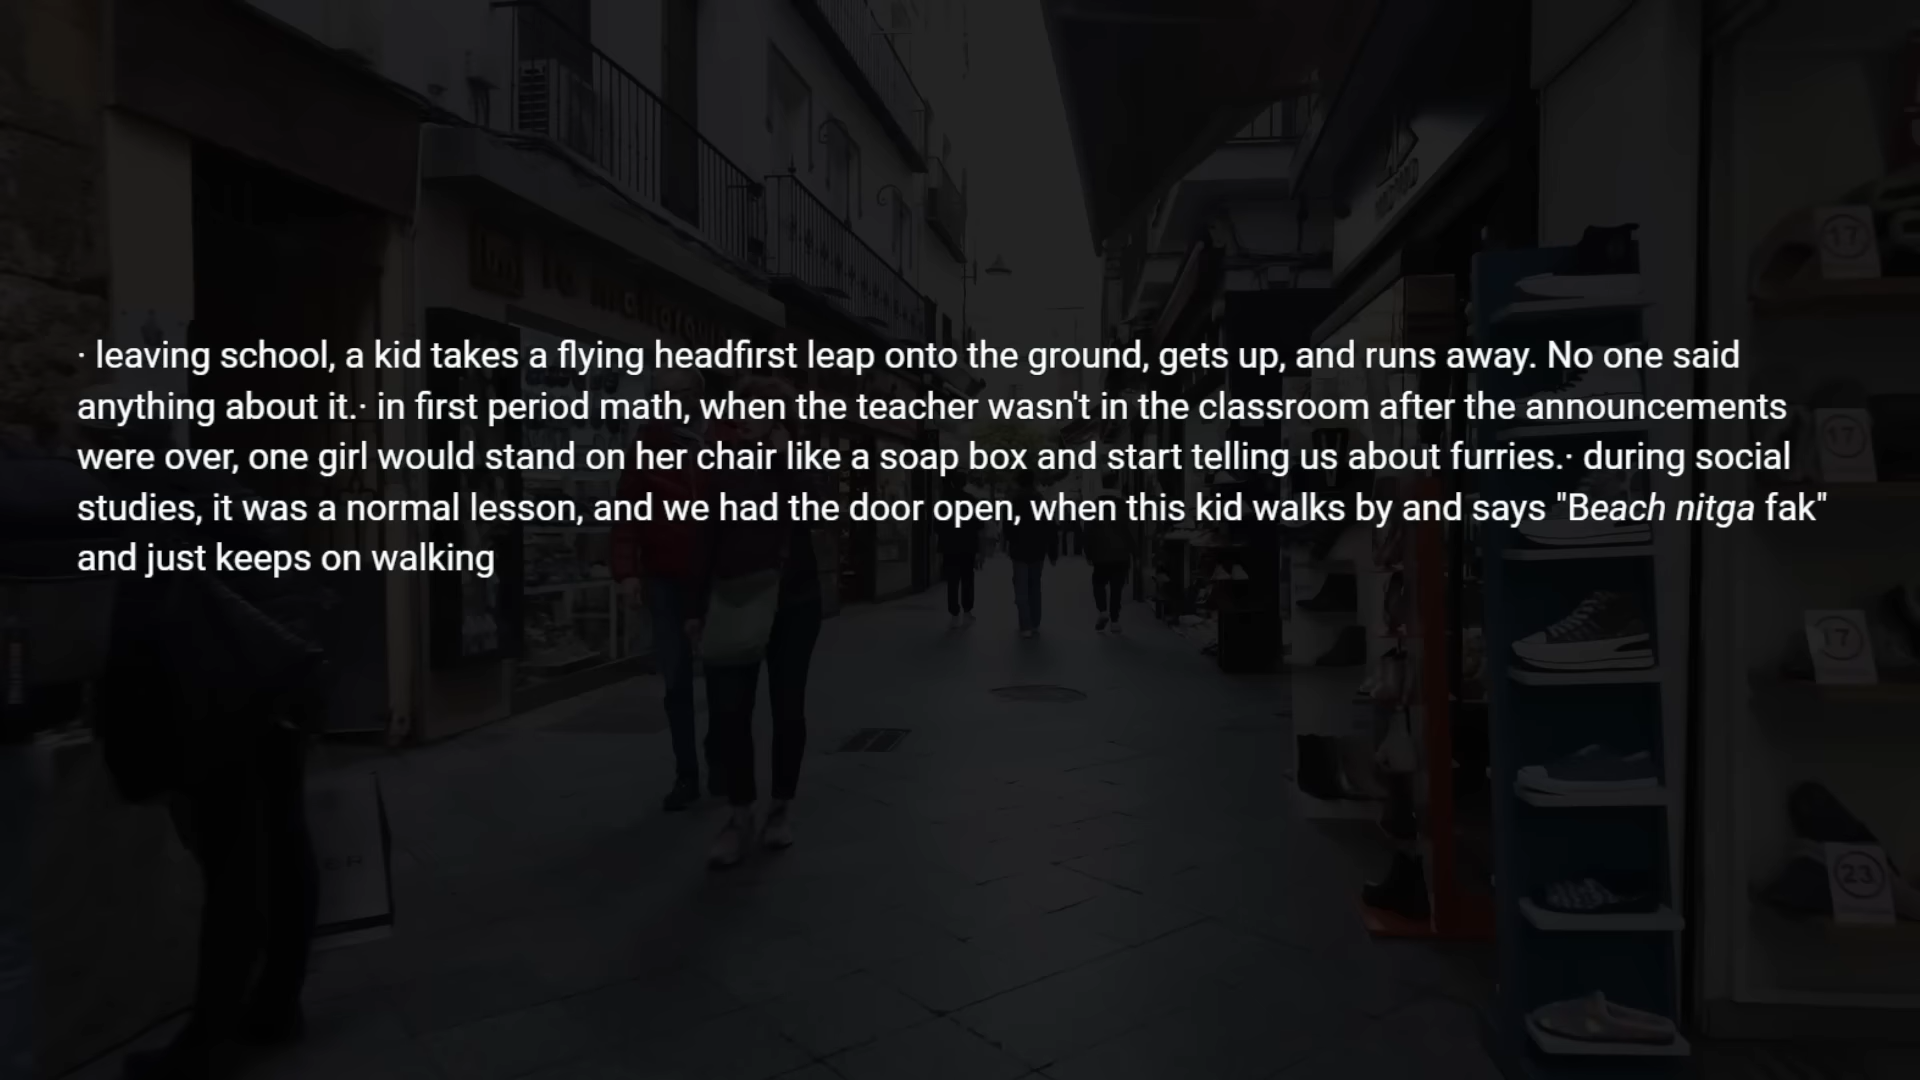 · leaving school, a kid takes a flying headfirst leap onto the ground, gets up, and runs away. No one said
anything about it.· in first period math, when the teacher wasn't in the classroom after the announcements
were over, one girl would stand on her chair like a soap box and start telling us about furries.· during social
studies, it was a normal lesson, and we had the door open, when this kid walks by and says "Beach nitga fak"
and just keeps on walking
17
17
17
23